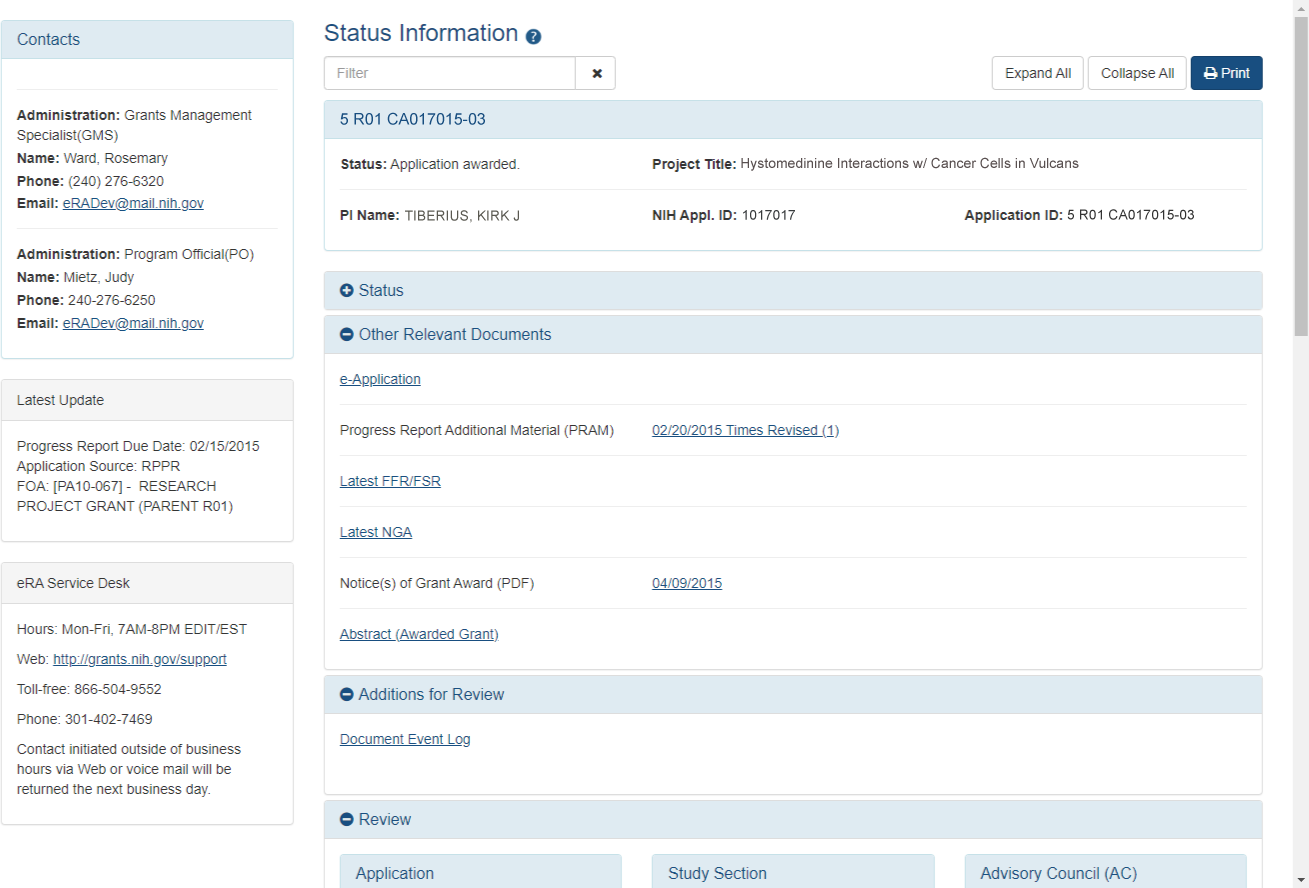 Contacts
Administration: Grants Management
Specialist(GMS)
Name: Ward, Rosemary
Phone: (240) 276-6320
Email: eRADev@mail.nih.gov
Administration: Program Official(PO)
Name: Mietz, Judy
Phone: 240-276-6250
Email: eRADev@mail.nih.gov
Latest Update
Progress Report Due Date: 02/15/2015
Application Source: RPPR
FOA: [PA10-067] - RESEARCH
PROJECT GRANT (PARENT R01)
eRA Service Desk
Hours: Mon-Fri, 7AM-8PM EDIT/EST
Web: http://grants.nih.gov/support
Toll-free: 866-504-9552
Phone: 301-402-7469
Contact initiated outside of business
hours via Web or voice mail will be
returned the next business day.
Status Information ?
Filter
Expand All Collapse All Print
5 R01 CA017015-03
Status: Application awarded. Project Title: Hystomedinine Interactions w/ Cancer Cells in Vulcans
PI Name: TIBERIUS, KIRK J NIH Appl. ID: 1017017 Application ID: 5 R01 CA017015-03
Status
Other Relevant Documents
e-Application
Progress Report Additional Material (PRAM) 02/20/2015 Times Revised (1)
Latest FFR/FSR
Latest NGA
Notice(s) of Grant Award (PDF) 04/09/2015
Abstract (Awarded Grant)
Additions for Review
Document Event Log
Review
Application Study Section Advisory Council (AC)